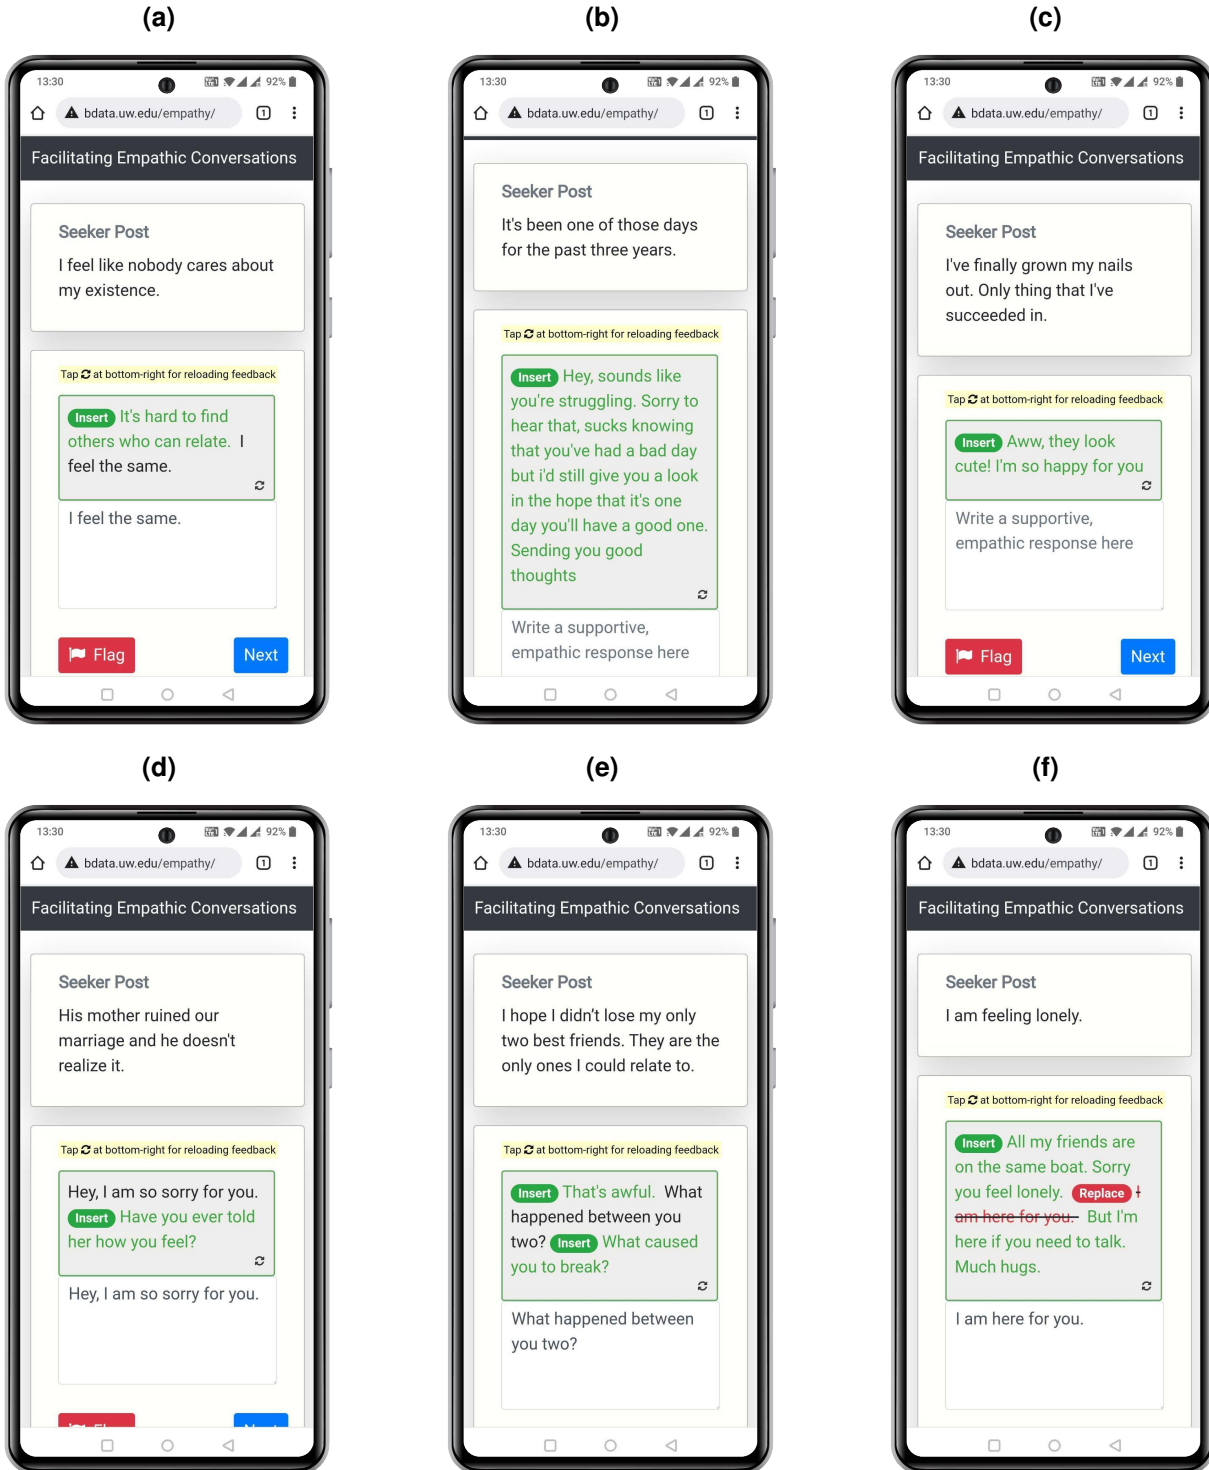 (a)
13:30
92%
bdata.uw.edu/empathy/
1
Facilitating Empathic Conversations
Seeker Post
I feel like nobody cares about
my existence.
Tap at bottom-right for reloading feedback
Insert It's hard to find
others who can relate. I
feel the same.
I feel the same.
Flag
Next
(b)
13:30
92%
bdata.uw.edu/empathy/
1
Seeker Post
It's been one of those days
for the past three years.
Tap at bottom-right for reloading feedback
Insert Hey, sounds like
you're struggling. Sorry to
hear that, sucks knowing
that you've had a bad day
but i'd still give you a look
in the hope that it's one
day you'll have a good one.
Sending you good
thoughts
Write a supportive,
empathic response here
(c)
13:30
92%
bdata.uw.edu/empathy/
1
Facilitating Empathic Conversations
Seeker Post
I've finally grown my nails
out. Only thing that I've
succeeded in.
Tap at bottom-right for reloading feedback
Insert Aww, they look
cute! I'm so happy for you
Write a supportive,
empathic response here
Flag
Next
(d)
13:30
92%
bdata.uw.edu/empathy/
1
Facilitating Empathic Conversations
Seeker Post
His mother ruined our
marriage and he doesn't
realize it.
Tap at bottom-right for reloading feedback
Hey, I am so sorry for you.
Insert Have you ever told
her how you feel?
Hey, I am so sorry for you.
(e)
13:30
92%
bdata.uw.edu/empathy/
1
Facilitating Empathic Conversations
Seeker Post
I hope I didn’t lose my only
two best friends. They are the
only ones I could relate to.
Tap at bottom-right for reloading feedback
Insert That's awful. What
happened between you
two? Insert What caused
you to break?
What happened between
you two?
(f)
13:30
92%
bdata.uw.edu/empathy/
1
Facilitating Empathic Conversations
Seeker Post
I am feeling lonely.
Tap at bottom-right for reloading feedback
Insert All my friends are
on the same boat. Sorry
you feel lonely. Replace I
am here for you. But I'm
here if you need to talk.
Much hugs.
I am here for you.